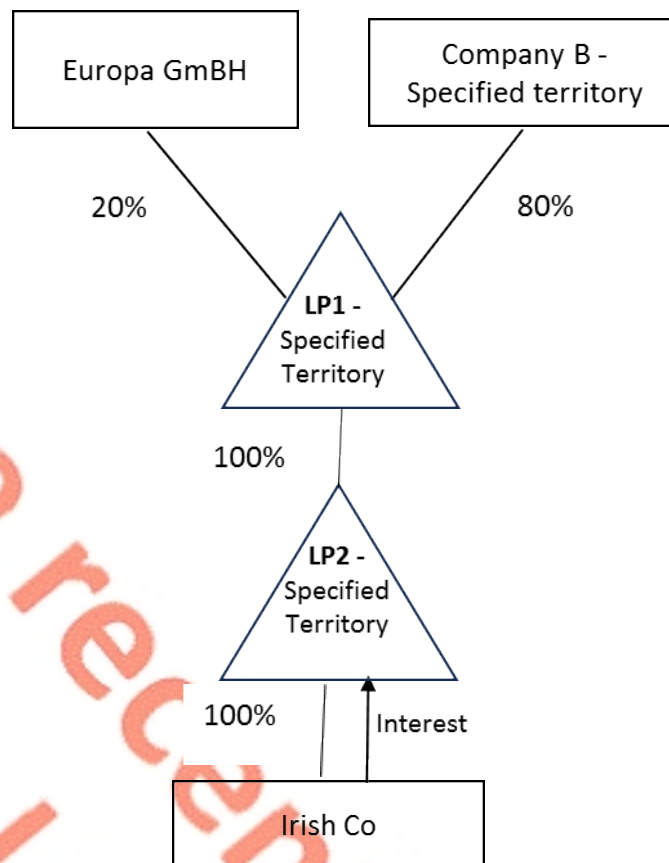 Europa GmBH
Company B -
Specified territory
20%
80%
LP1 -
Specified
Territory
100%
LP2 -
Specified
Territory
100%
Interest
Irish Co